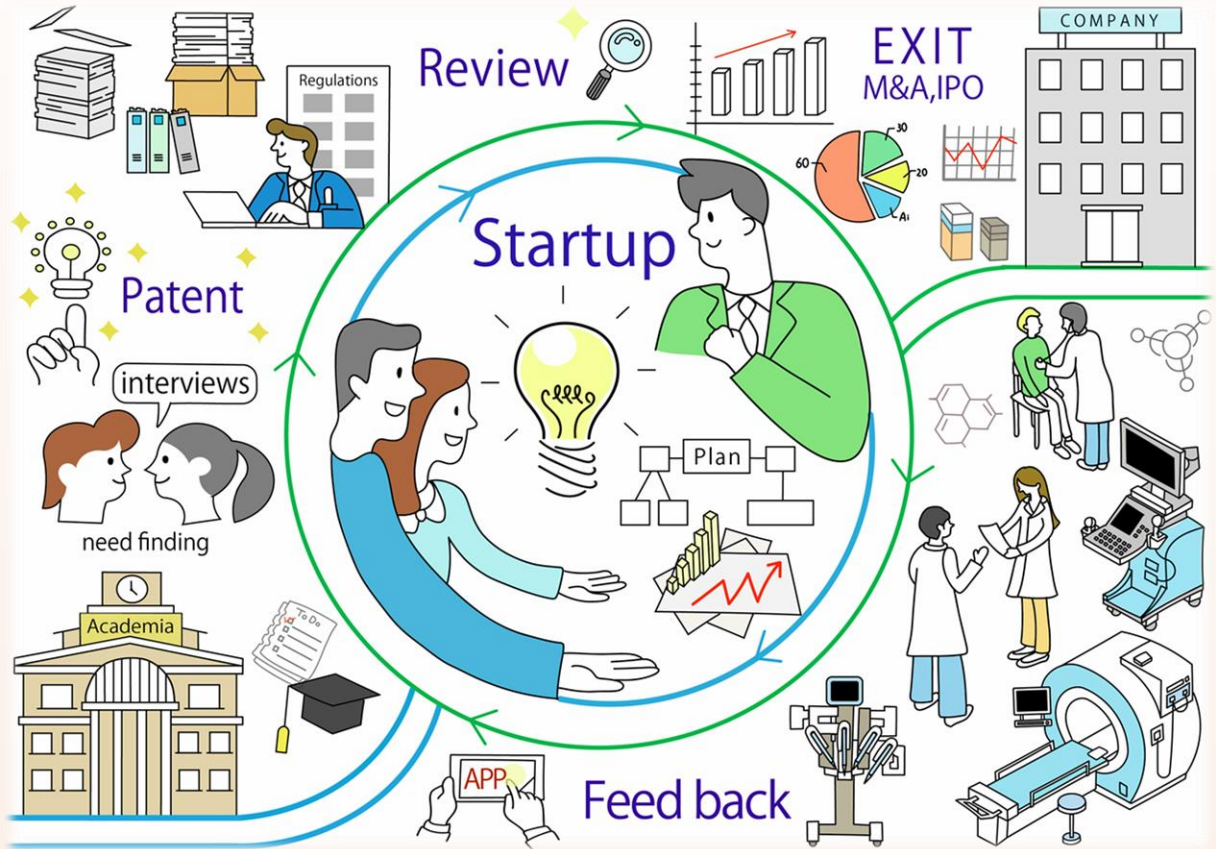 COMPANY
Review
EXIT
M&A,IPO
Regulations
30
60
20
Ai
Startup
Patent
interviews
need finding
Plan
Academia
To Do
APP
Feed back